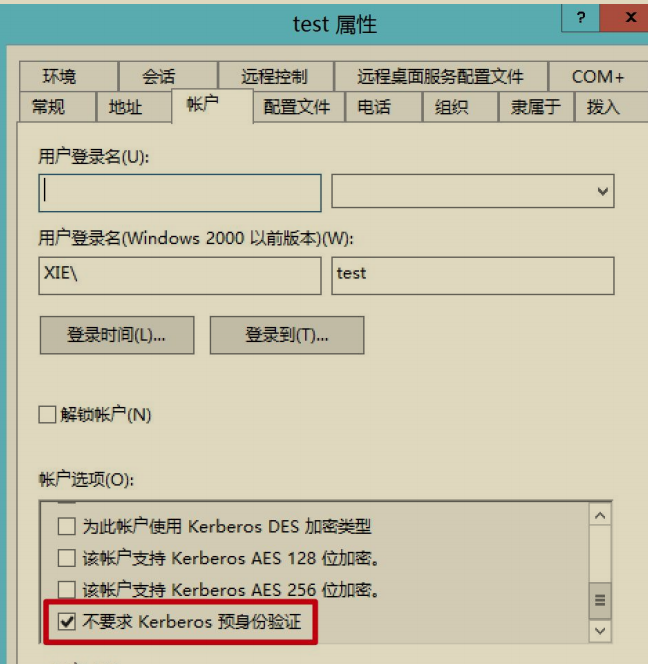 test 属性
?
x
环境 会话 远程控制 远程桌面服务配置文件 COM+
常规 地址 帐户 配置文件 电话 组织 隶属于 拨入
用户登录名(U):
用户登录名(Windows 2000 以前版本)(W):
XIE\ test
登录时间(L)... 登录到(T)...
解锁帐户(N)
帐户选项(O):
为此帐户使用 Kerberos DES 加密类型
该帐户支持 Kerberos AES 128 位加密。
该帐户支持 Kerberos AES 256 位加密。
不要求 Kerberos 预身份验证